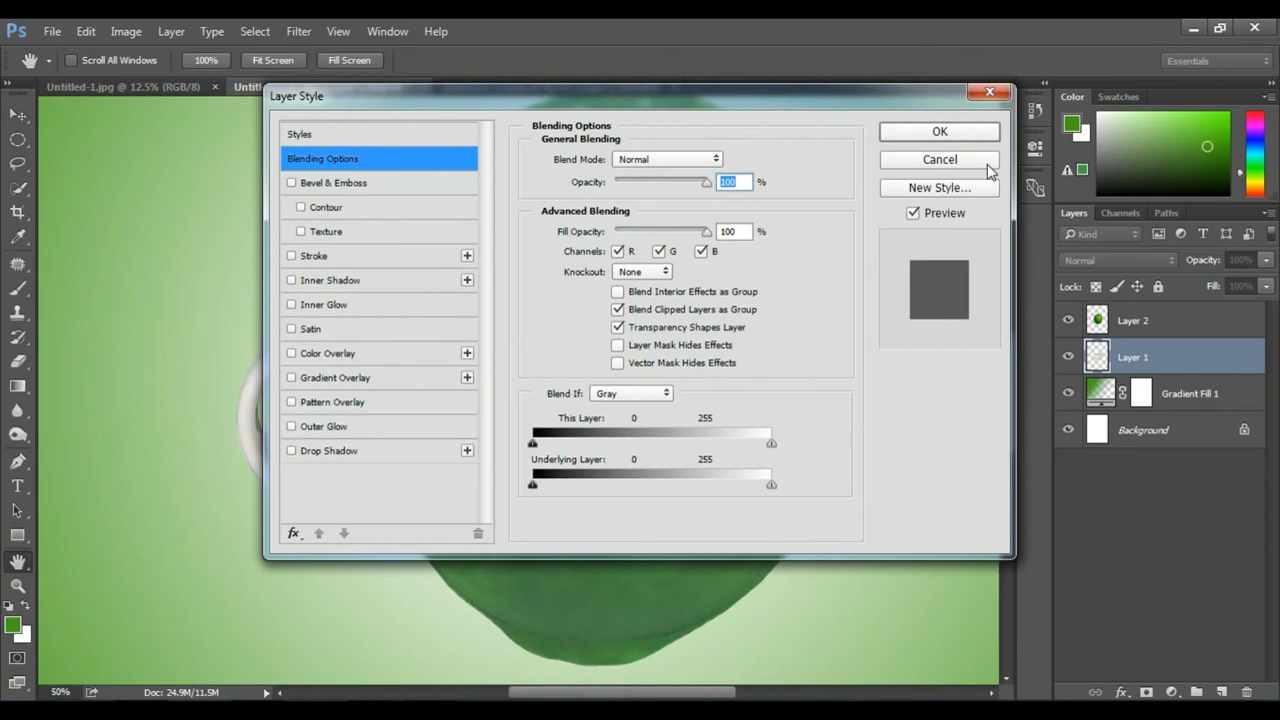 Ps File Edit Image Layer Type Select Filter View Window Help
Scroll All Windows 100% Fit Screen Fill Screen Essentials
Untitled-1.jpg @ 12.5% (RGB/8) × Untit
Layer Style
Styles
Blending Options
Bevel & Emboss
Contour
Texture
Stroke
Inner Shadow
Inner Glow
Satin
Color Overlay
Gradient Overlay
Pattern Overlay
Outer Glow
Drop Shadow
fx
Blending Options
General Blending
Blend Mode: Normal
Opacity: 100 %
Advanced Blending
Fill Opacity: 100 %
Channels: R G B
Knockout: None
Blend Interior Effects as Group
Blend Clipped Layers as Group
Transparency Shapes Layer
Layer Mask Hides Effects
Vector Mask Hides Effects
Blend If: Gray
This Layer: 0 255
Underlying Layer: 0 255
OK
Cancel
New Style...
Preview
Color Swatches
Layers Channels Paths
Kind
Normal Opacity: 100%
Lock: Fill: 100%
Layer 2
Layer 1
Gradient Fill 1
Background
fx
50% Doc: 24.9M/11.5M